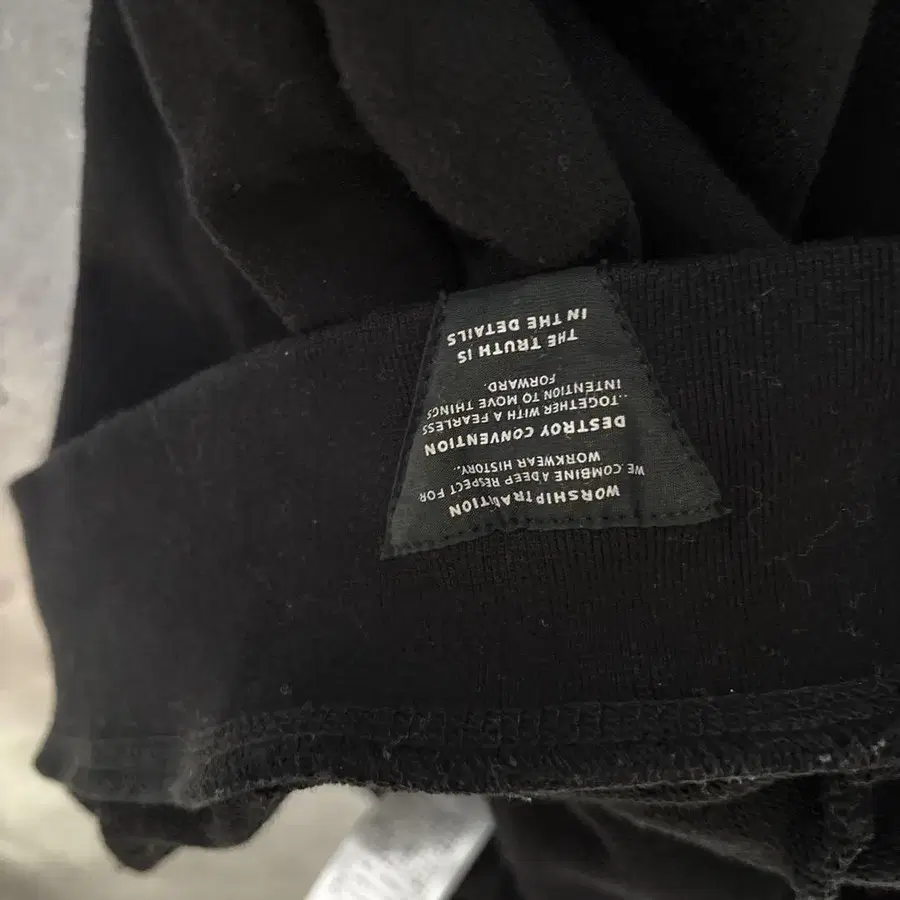 WORSHIP TRADITION
WE COMBINE A DEEP RESPECT FOR
WORKWEAR HISTORY..
DESTROY CONVENTION
..TOGETHER WITH A FEARLESS
INTENTION TO MOVE THINGS
FORWARD.
THE TRUTH IS
IN THE DETAILS